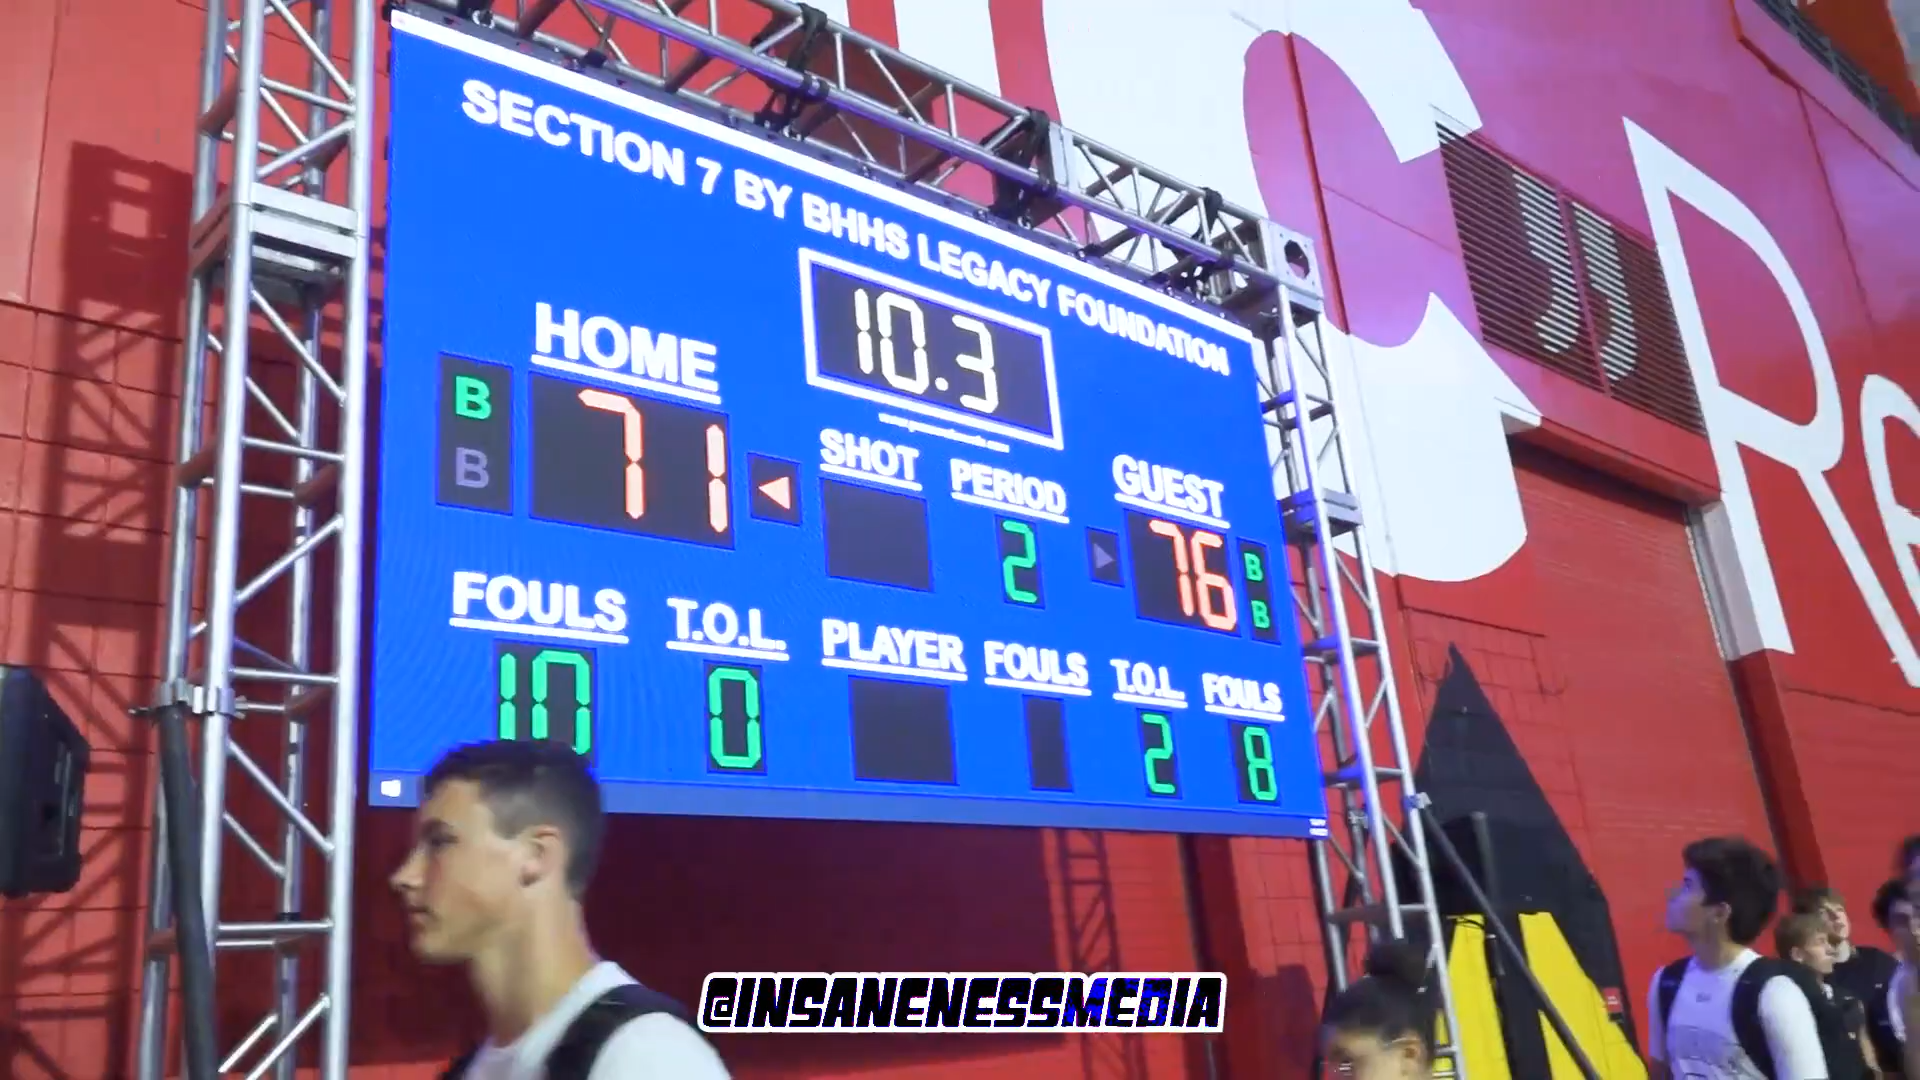 SECTION 7 BY BHHS LEGACY FOUNDATION
10.3
HOME
B
B
71
SHOT
PERIOD
2
GUEST
76
B
B
FOULS
10
T.O.L.
0
PLAYER
FOULS
T.O.L.
2
FOULS
8
Re
@INSANENESSMEDIA